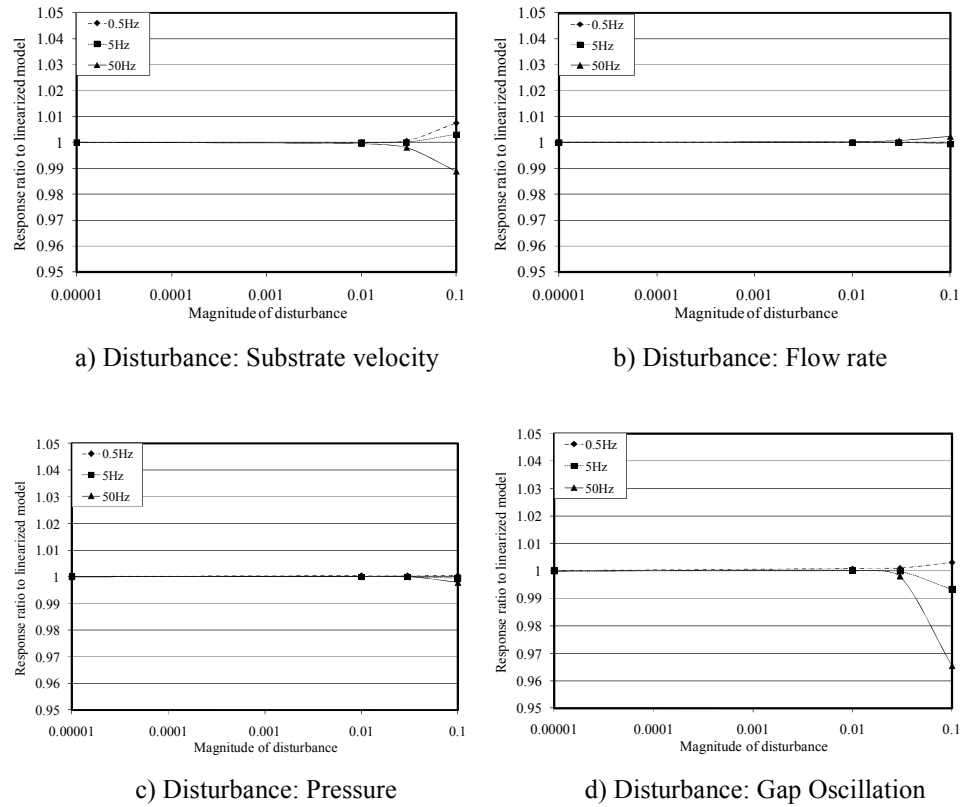 Response ratio to linearized model
1.05
1.04
1.03
1.02
1.01
1
0.99
0.98
0.97
0.96
0.95
0.5Hz
5Hz
50Hz
0.00001
0.0001
0.001
0.01
0.1
Magnitude of disturbance
a) Disturbance: Substrate velocity
Response ratio to linearized model
1.05
1.04
1.03
1.02
1.01
1
0.99
0.98
0.97
0.96
0.95
0.5Hz
5Hz
50Hz
0.00001
0.0001
0.001
0.01
0.1
Magnitude of disturbance
b) Disturbance: Flow rate
Response ratio to linearized model
1.05
1.04
1.03
1.02
1.01
1
0.99
0.98
0.97
0.96
0.95
0.5Hz
5Hz
50Hz
0.00001
0.0001
0.001
0.01
0.1
Magnitude of disturbance
c) Disturbance: Pressure
Response ratio to linearized model
1.05
1.04
1.03
1.02
1.01
1
0.99
0.98
0.97
0.96
0.95
0.5Hz
5Hz
50Hz
0.00001
0.0001
0.001
0.01
0.1
Magnitude of disturbance
d) Disturbance: Gap Oscillation